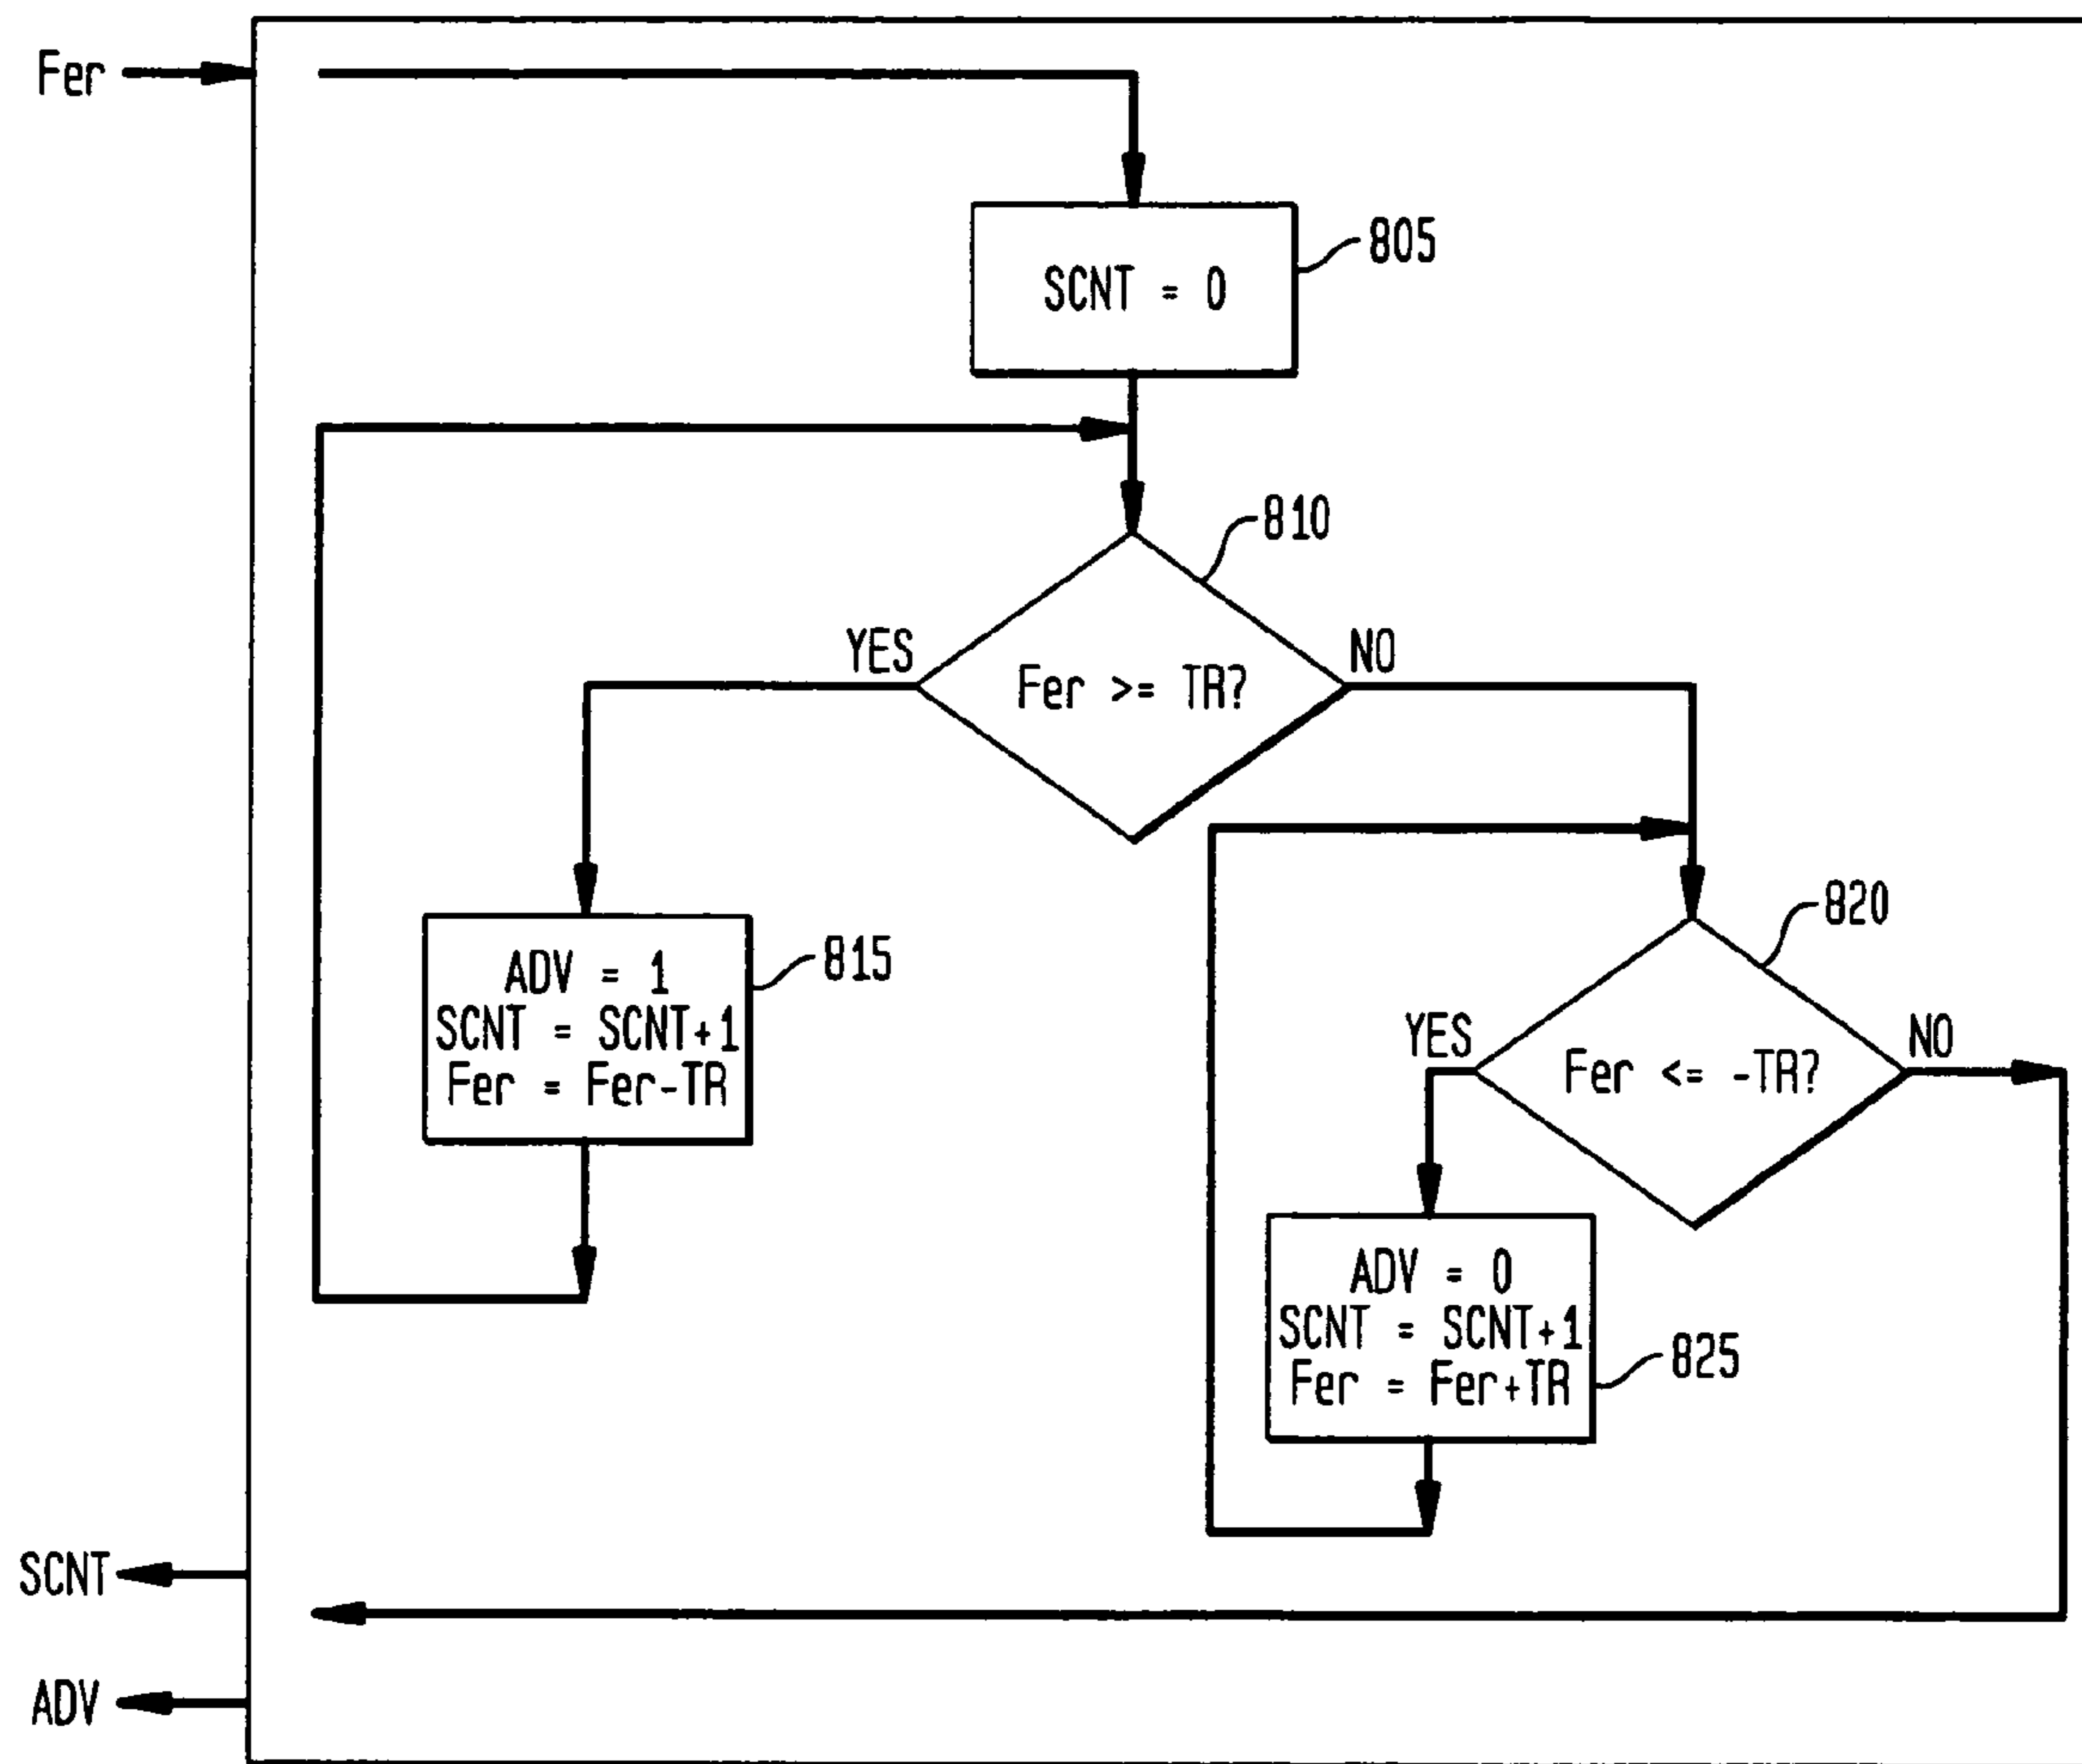 Fer
805
SCNT = 0
810
YES
NO
Fer >= TR?
820
815
ADV = 1
SCNT = SCNT+1
Fer = Fer-TR
YES
NO
Fer <= -TR?
ADV = 0
SCNT = SCNT+1
Fer = Fer+TR
825
SCNT
ADV